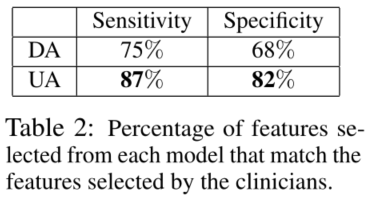 Sensitivity Specificity
DA 75% 68%
UA 87% 82%
Table 2: Percentage of features se-
lected from each model that match the
features selected by the clinicians.